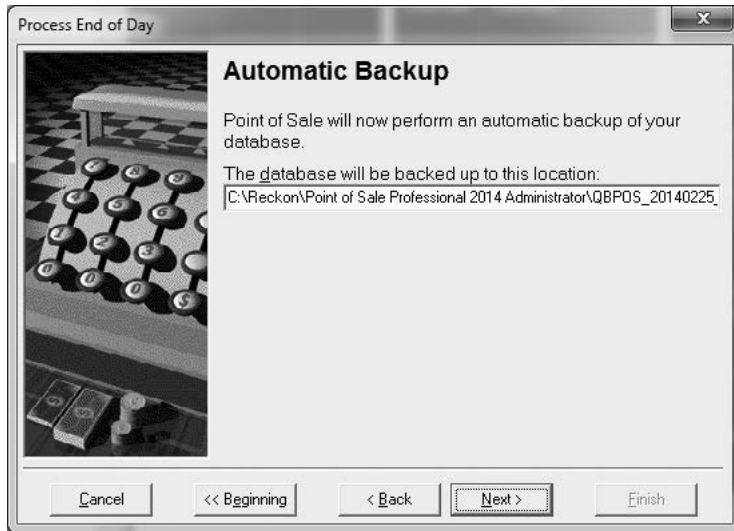 Process End of Day
x
Automatic Backup
Point of Sale will now perform an automatic backup of your
database.
The database will be backed up to this location:
C:\Reckon\Point of Sale Professional 2014 Administrator\QBPOS_20140225_
Cancel
<< Beginning
< Back
Next >
Finish